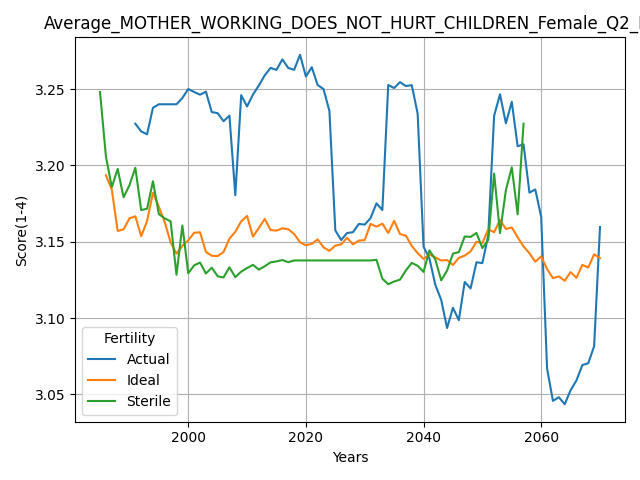 Average_MOTHER_WORKING_DOES_NOT_HURT_CHILDREN_Female_Q2_
Score(1-4)
3.25
3.20
3.15
3.10
3.05
Fertility
Actual
Ideal
Sterile
2000 2020 2040 2060
Years